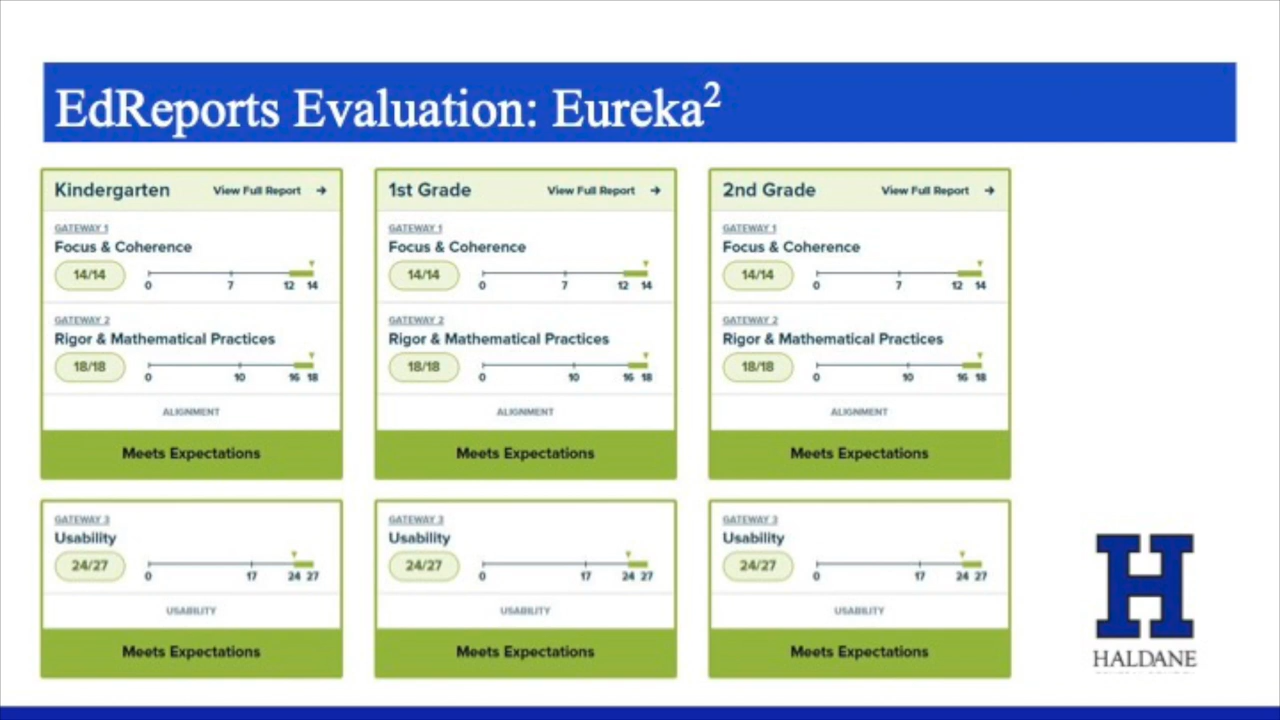 EdReports Evaluation: Eureka²
Kindergarten View Full Report →
GATEWAY 1
Focus & Coherence
14/14
0 7 12 14
GATEWAY 2
Rigor & Mathematical Practices
18/18
0 10 16 18
ALIGNMENT
Meets Expectations
GATEWAY 3
Usability
24/27
0 17 24 27
USABILITY
Meets Expectations
1st Grade View Full Report →
GATEWAY 1
Focus & Coherence
14/14
0 7 12 14
GATEWAY 2
Rigor & Mathematical Practices
18/18
0 10 16 18
ALIGNMENT
Meets Expectations
GATEWAY 3
Usability
24/27
0 17 24 27
USABILITY
Meets Expectations
2nd Grade View Full Report →
GATEWAY 1
Focus & Coherence
14/14
0 7 12 14
GATEWAY 2
Rigor & Mathematical Practices
18/18
0 10 16 18
ALIGNMENT
Meets Expectations
GATEWAY 3
Usability
24/27
0 17 24 27
USABILITY
Meets Expectations
H
HALDANE